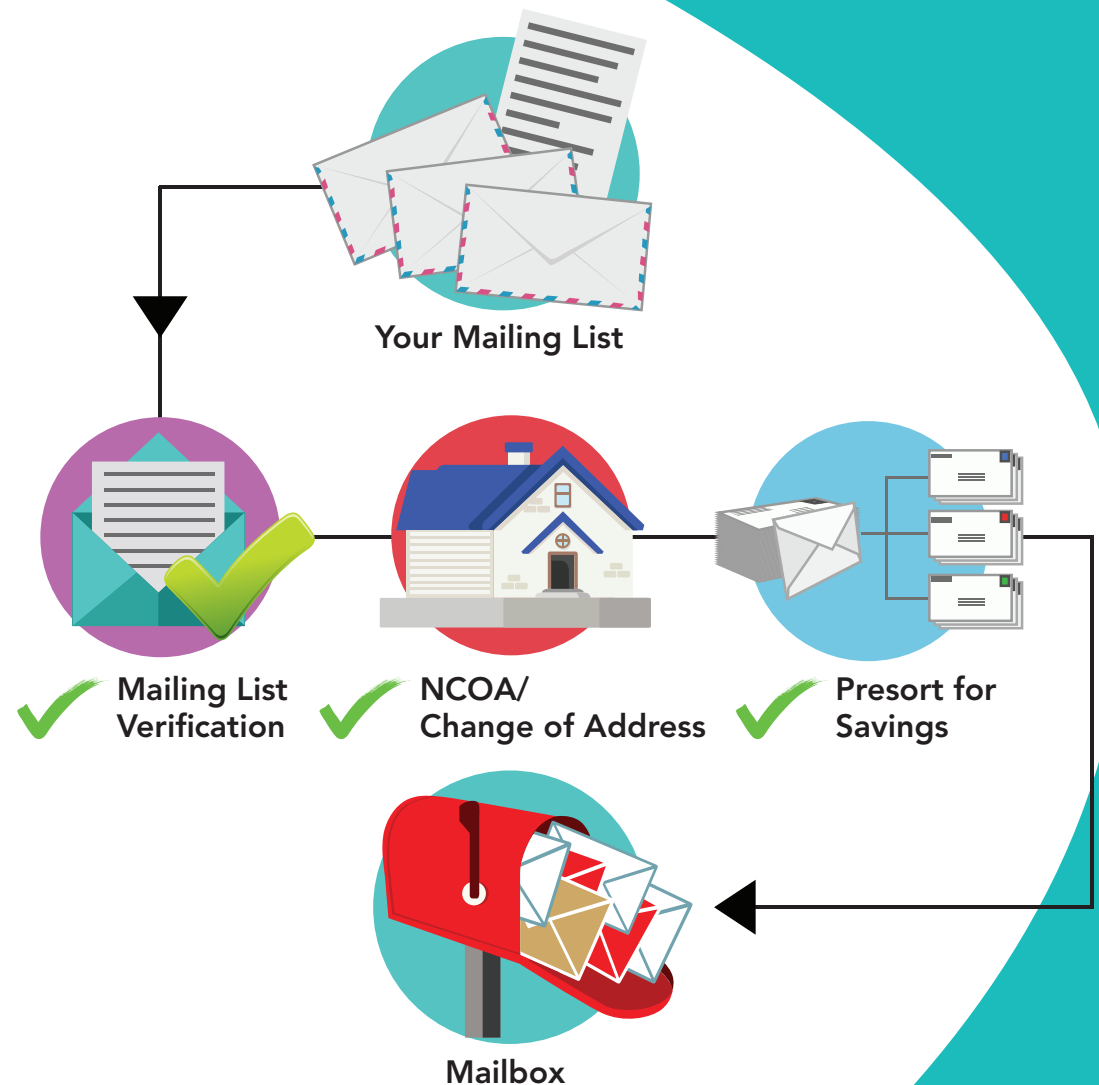 Your Mailing List
Mailing List
Verification
NCOA/
Change of Address
Presort for
Savings
Mailbox